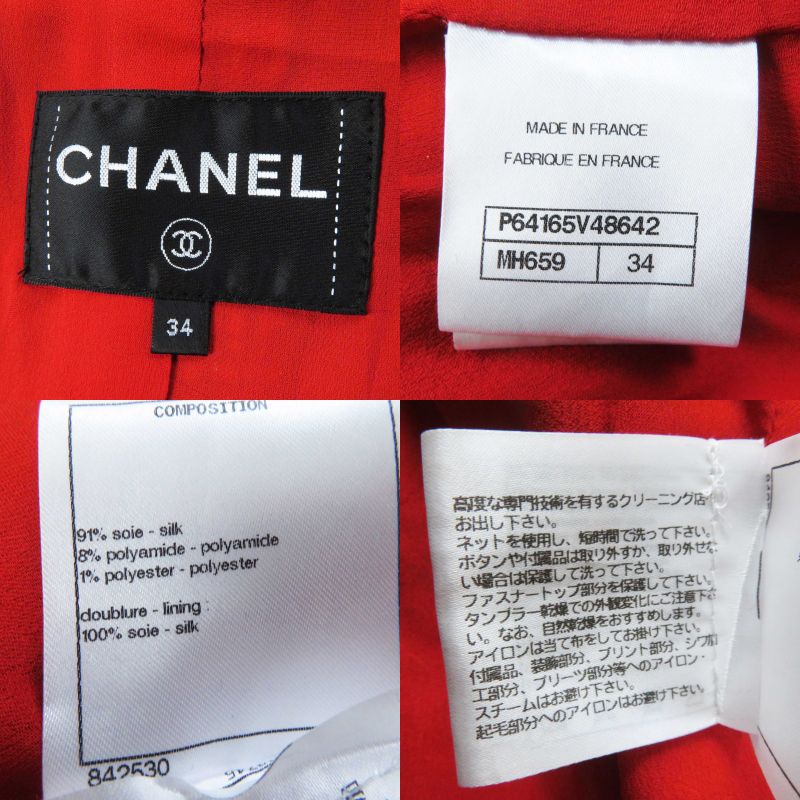 CHANEL
34
MADE IN FRANCE
FABRIQUE EN FRANCE
P64165V48642
MH659 34
COMPOSITION
91% soie - silk
8% polyamide - polyamide
1% polyester - polyester
doublure - lining :
100% soie - silk
842530
高度な専門技術を有するクリーニング店
お出し下さい。
ネットを使用し、短時間で洗って下さい。
ボタンや付属品は取り外すか、取り外せな
い場合は保護して洗って下さい。
ファスナートップ部分を保護して下さい。
タンブラー乾燥での外観変化にご注意下さ
い。なお、自然乾燥をおすすめします。
アイロンは当て布をしてお掛け下さい。
付属品、装飾部分、プリント部分、シワ加
工部分、プリーツ部分等へのアイロン・
スチームはお避け下さい。
起毛部分へのアイロンはお避け下さい。